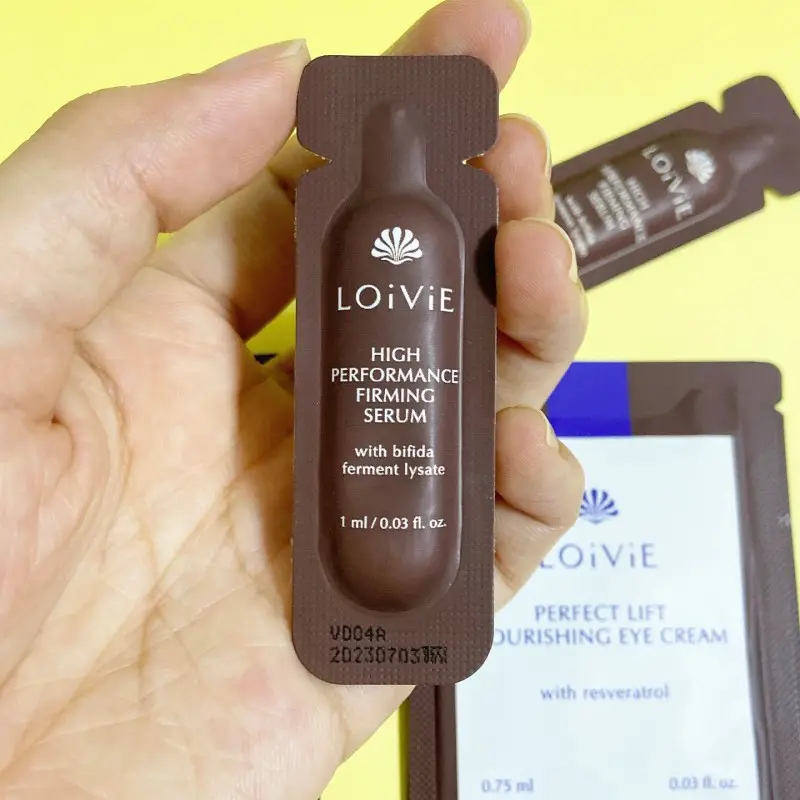 LOiViE
HIGH
PERFORMANCE
FIRMING
SERUM
with bifida
ferment lysate
1 ml / 0.03 fl. oz.
VD04A
20230703
LOiViE
HIGH
PERFORMANCE
FIRMING
SERUM
LOiViE
PERFECT LIFT
OURISHING EYE CREAM
with resveratrol
0.75 ml
0.03 fl. oz.